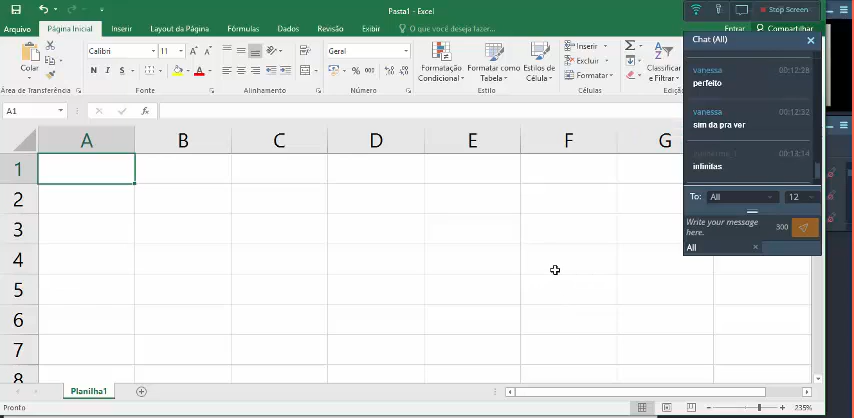 Pasta1 - Excel
Stop Screen
Arquivo Página Inicial Inserir Layout da Página Fórmulas Dados Revisão Exibir O que você deseja fazer... Entrar Compartilhar
Chat (All)
Colar
Calibri 11
N I S
Geral
Formatação Condicional
Formatar como Tabela
Estilos de Célula
Inserir
Excluir
Formatar
Classificar e Filtrar
Área de Transferência Fonte Alinhamento Número Estilo Células
vanessa 00:12:28
perfeito
vanessa 00:12:32
sim da pra ver
00:13:14
infinitas
To: All 12
Write your message here. 300
All
A1 fx
A B C D E F G
1
2
3
4
5
6
7
8
Planilha1
Pronto 235%